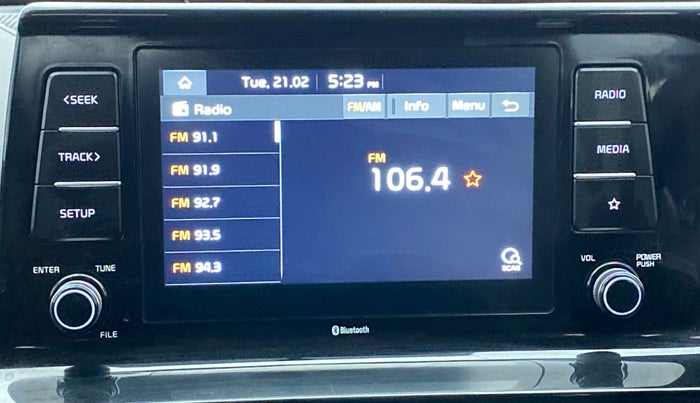 <SEEK
TRACK>
SETUP
ENTER TUNE
FILE
Tue, 21.02 5:23 PM
Radio FM/AM Info Menu
FM 91.1
FM 91.9
FM 92.7
FM 93.5
FM 94.3
FM
106.4
SCAN
Bluetooth
RADIO
MEDIA
VOL POWER
PUSH